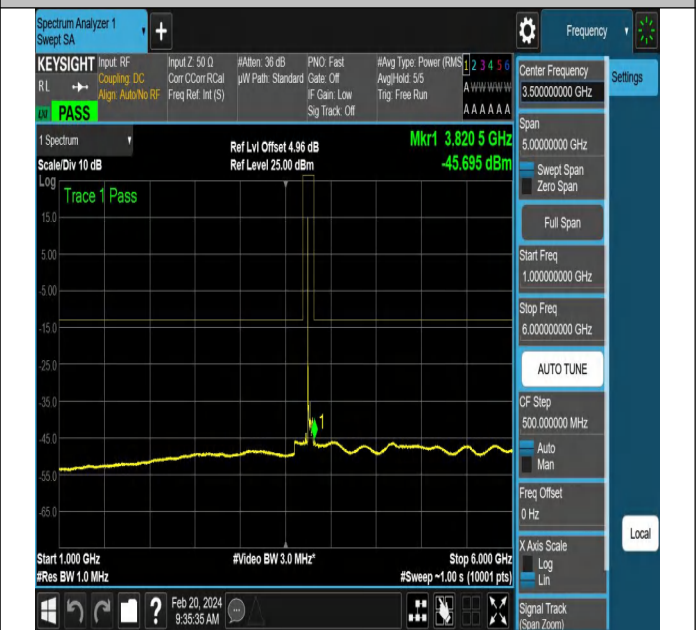 Spectrum Analyzer 1
Swept SA
+
Frequency
KEYSIGHT
RL
PASS
Input: RF
Coupling: DC
Align: Auto/No RF
Input Z: 50 Ω
Corr CCorr RCal
Freq Ref: Int (S)
#Atten: 36 dB
µW Path: Standard
PNO: Fast
Gate: Off
IF Gain: Low
Sig Track: Off
#Avg Type: Power (RMS
Avg|Hold: 5/5
Trig: Free Run
1 2 3 4 5 6
A W W W W W
A A A A A A
Center Frequency
3.500000000 GHz
Settings
Span
5.00000000 GHz
Swept Span
Zero Span
Full Span
Start Freq
1.000000000 GHz
Stop Freq
6.000000000 GHz
AUTO TUNE
CF Step
500.000000 MHz
Auto
Man
Freq Offset
0 Hz
X Axis Scale
Log
Lin
Signal Track
(Span Zoom)
Local
1 Spectrum
Scale/Div 10 dB
Ref Lvl Offset 4.96 dB
Ref Level 25.00 dBm
Mkr1 3.820 5 GHz
-45.695 dBm
Log
Trace 1 Pass
15.0
5.00
-5.00
-15.0
-25.0
-35.0
-45.0
-55.0
-65.0
1
Start 1.000 GHz
#Res BW 1.0 MHz
#Video BW 3.0 MHz*
Stop 6.000 GHz
#Sweep ~1.00 s (10001 pts)
?
Feb 20, 2024
9:35:35 AM